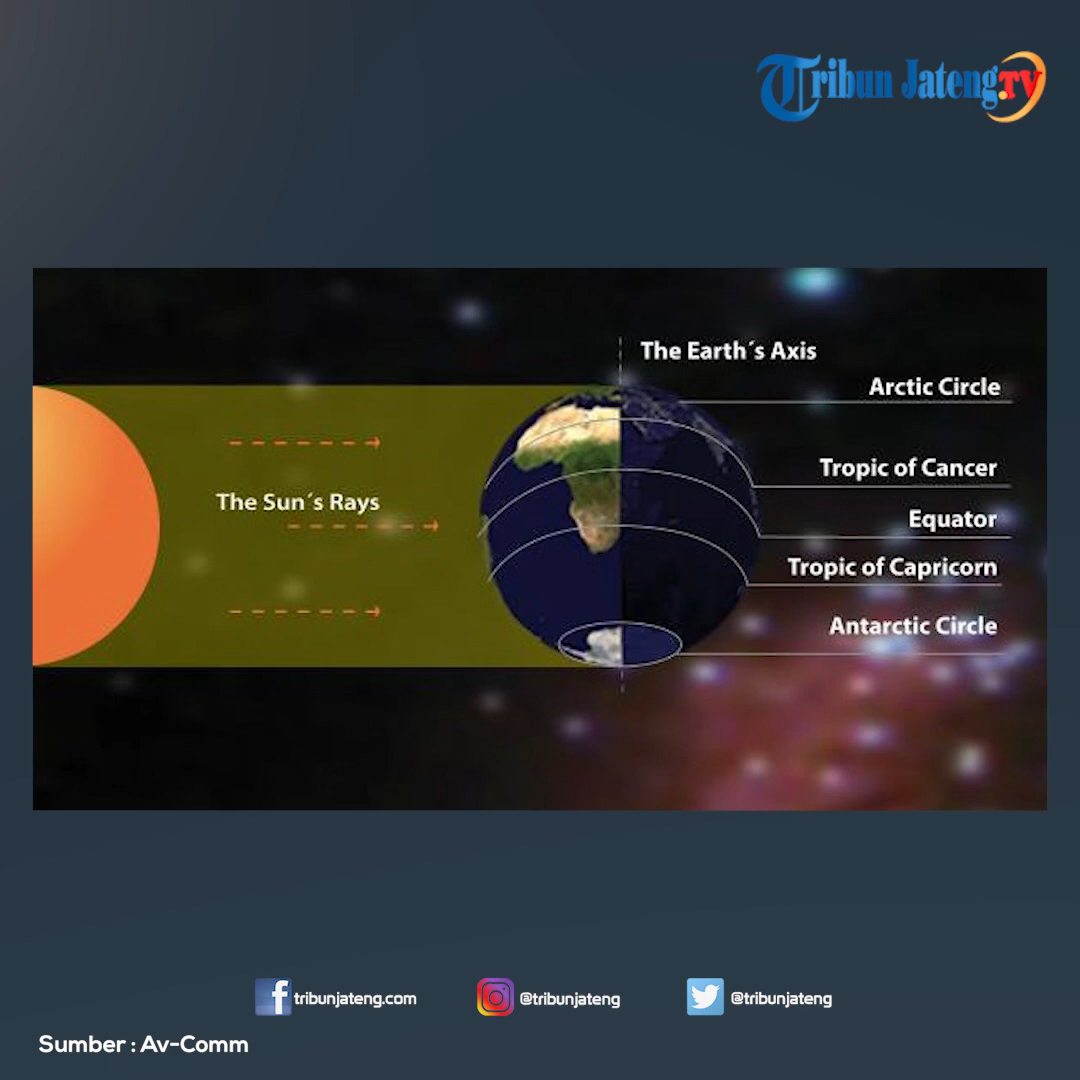 Tribun Jateng.TV
The Earth´s Axis
Arctic Circle
Tropic of Cancer
The Sun´s Rays
Equator
Tropic of Capricorn
Antarctic Circle
tribunjateng.com
@tribunjateng
@tribunjateng
Sumber : Av-Comm